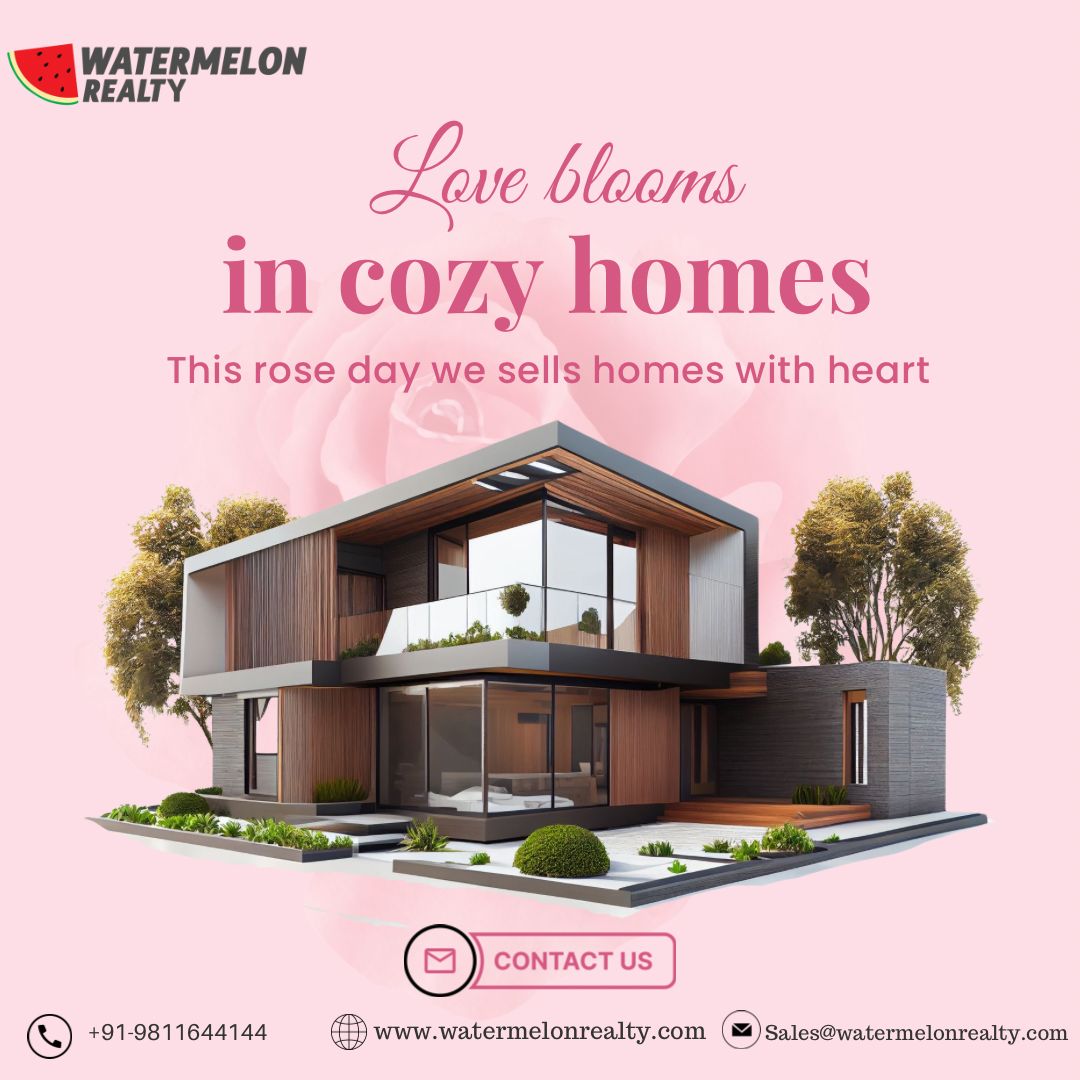 WATERMELON
REALTY
Love blooms
in cozy homes
This rose day we sells homes with heart
CONTACT US
+91-9811644144
www.watermelonrealty.com
Sales@watermelonrealty.com